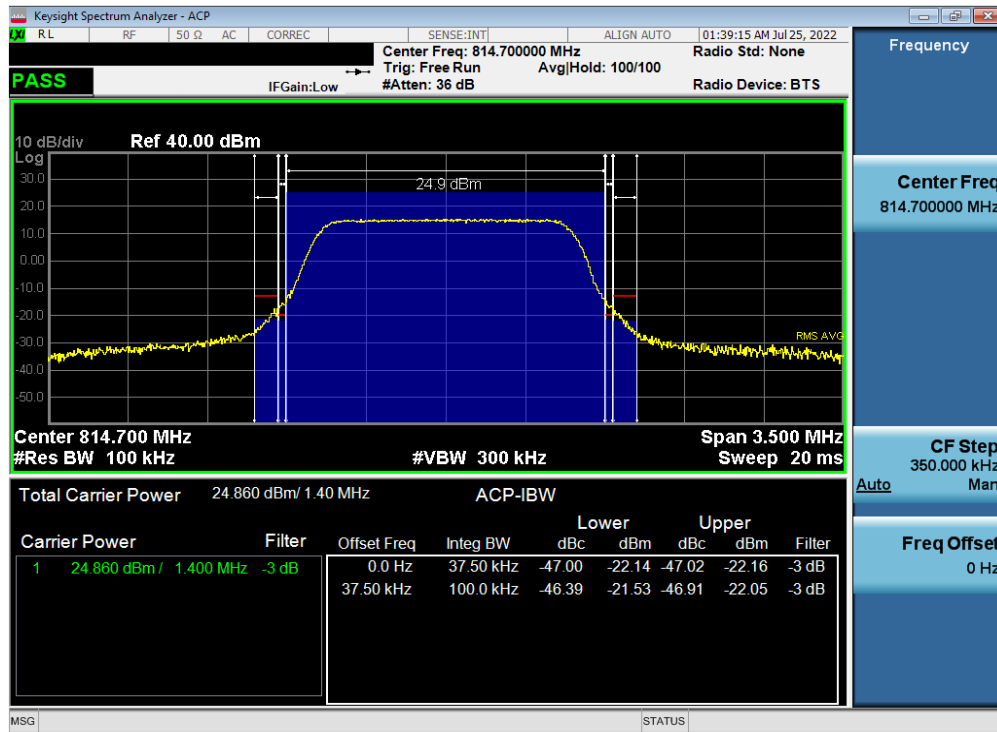 Keysight Spectrum Analyzer - ACP
LXI RL RF 50 Ω AC CORREC SENSE:INT ALIGN AUTO 01:39:15 AM Jul 25, 2022
Center Freq: 814.700000 MHz Radio Std: None
Trig: Free Run Avg|Hold: 100/100
PASS IFGain:Low #Atten: 36 dB Radio Device: BTS
10 dB/div Ref 40.00 dBm
Log
30.0
24.9 dBm
20.0
10.0
0.00
-10.0
-20.0
-30.0
RMS AVG
-40.0
-50.0
Center 814.700 MHz Span 3.500 MHz
#Res BW 100 kHz #VBW 300 kHz Sweep 20 ms
Total Carrier Power 24.860 dBm/ 1.40 MHz ACP-IBW
Lower Upper
Carrier Power Filter Offset Freq Integ BW dBc dBm dBc dBm Filter
1 24.860 dBm / 1.400 MHz -3 dB 0.0 Hz 37.50 kHz -47.00 -22.14 -47.02 -22.16 -3 dB
37.50 kHz 100.0 kHz -46.39 -21.53 -46.91 -22.05 -3 dB
MSG STATUS
Frequency
Center Freq
814.700000 MHz
CF Step
350.000 kHz
Auto Man
Freq Offset
0 Hz